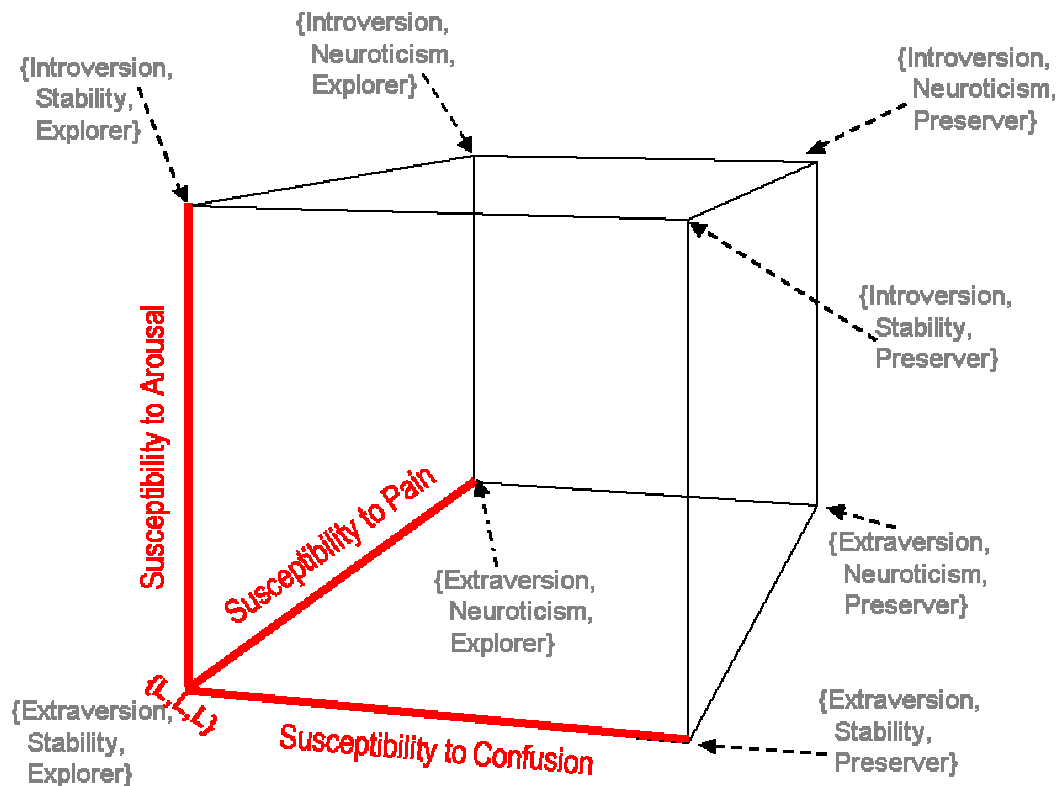 {Introversion,
Neuroticism,
Explorer}
{Introversion,
Stability,
Explorer}
{Introversion,
Neuroticism,
Preserver}
{Introversion,
Stability,
Preserver}
Susceptibility to Arousal
Susceptibility to Pain
{Extraversion,
Neuroticism,
Explorer}
{Extraversion,
Neuroticism,
Preserver}
{L,L,L}
{Extraversion,
Stability,
Explorer}
Susceptibility to Confusion
{Extraversion,
Stability,
Preserver}